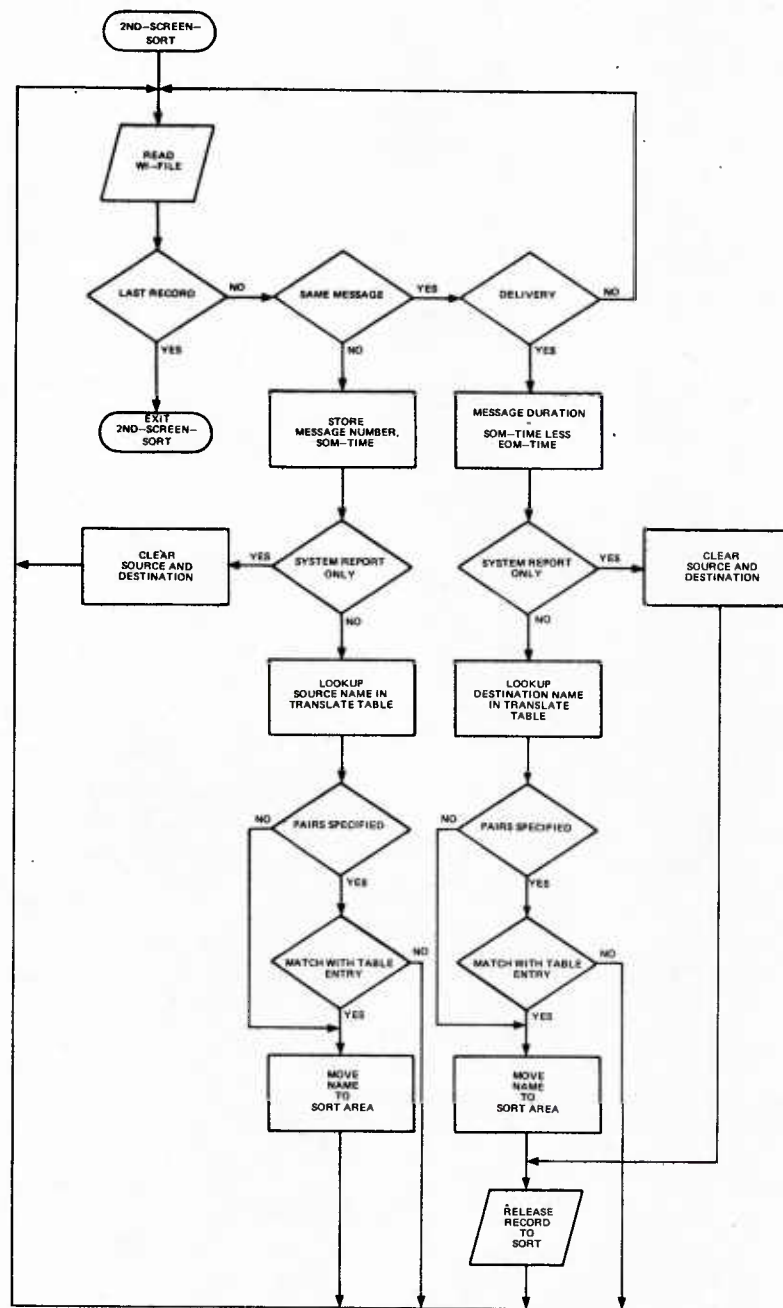 2ND–SCREEN–
SORT
READ
WI–FILE
LAST RECORD
NO
SAME MESSAGE
YES
DELIVERY
NO
YES
NO
YES
EXIT
2ND–SCREEN–
SORT
STORE
MESSAGE NUMBER,
SOM–TIME
MESSAGE DURATION
=
SOM–TIME LESS
EOM–TIME
CLEAR
SOURCE AND
DESTINATION
YES
SYSTEM REPORT
ONLY
NO
SYSTEM REPORT
ONLY
YES
NO
CLEAR
SOURCE AND
DESTINATION
LOOKUP
SOURCE NAME IN
TRANSLATE TABLE
LOOKUP
DESTINATION NAME
IN TRANSLATE
TABLE
NO
PAIRS SPECIFIED
YES
NO
PAIRS SPECIFIED
YES
MATCH WITH TABLE
ENTRY
NO
YES
MATCH WITH TABLE
ENTRY
NO
YES
MOVE
NAME
TO
SORT AREA
MOVE
NAME
TO
SORT AREA
RELEASE
RECORD
TO
SORT